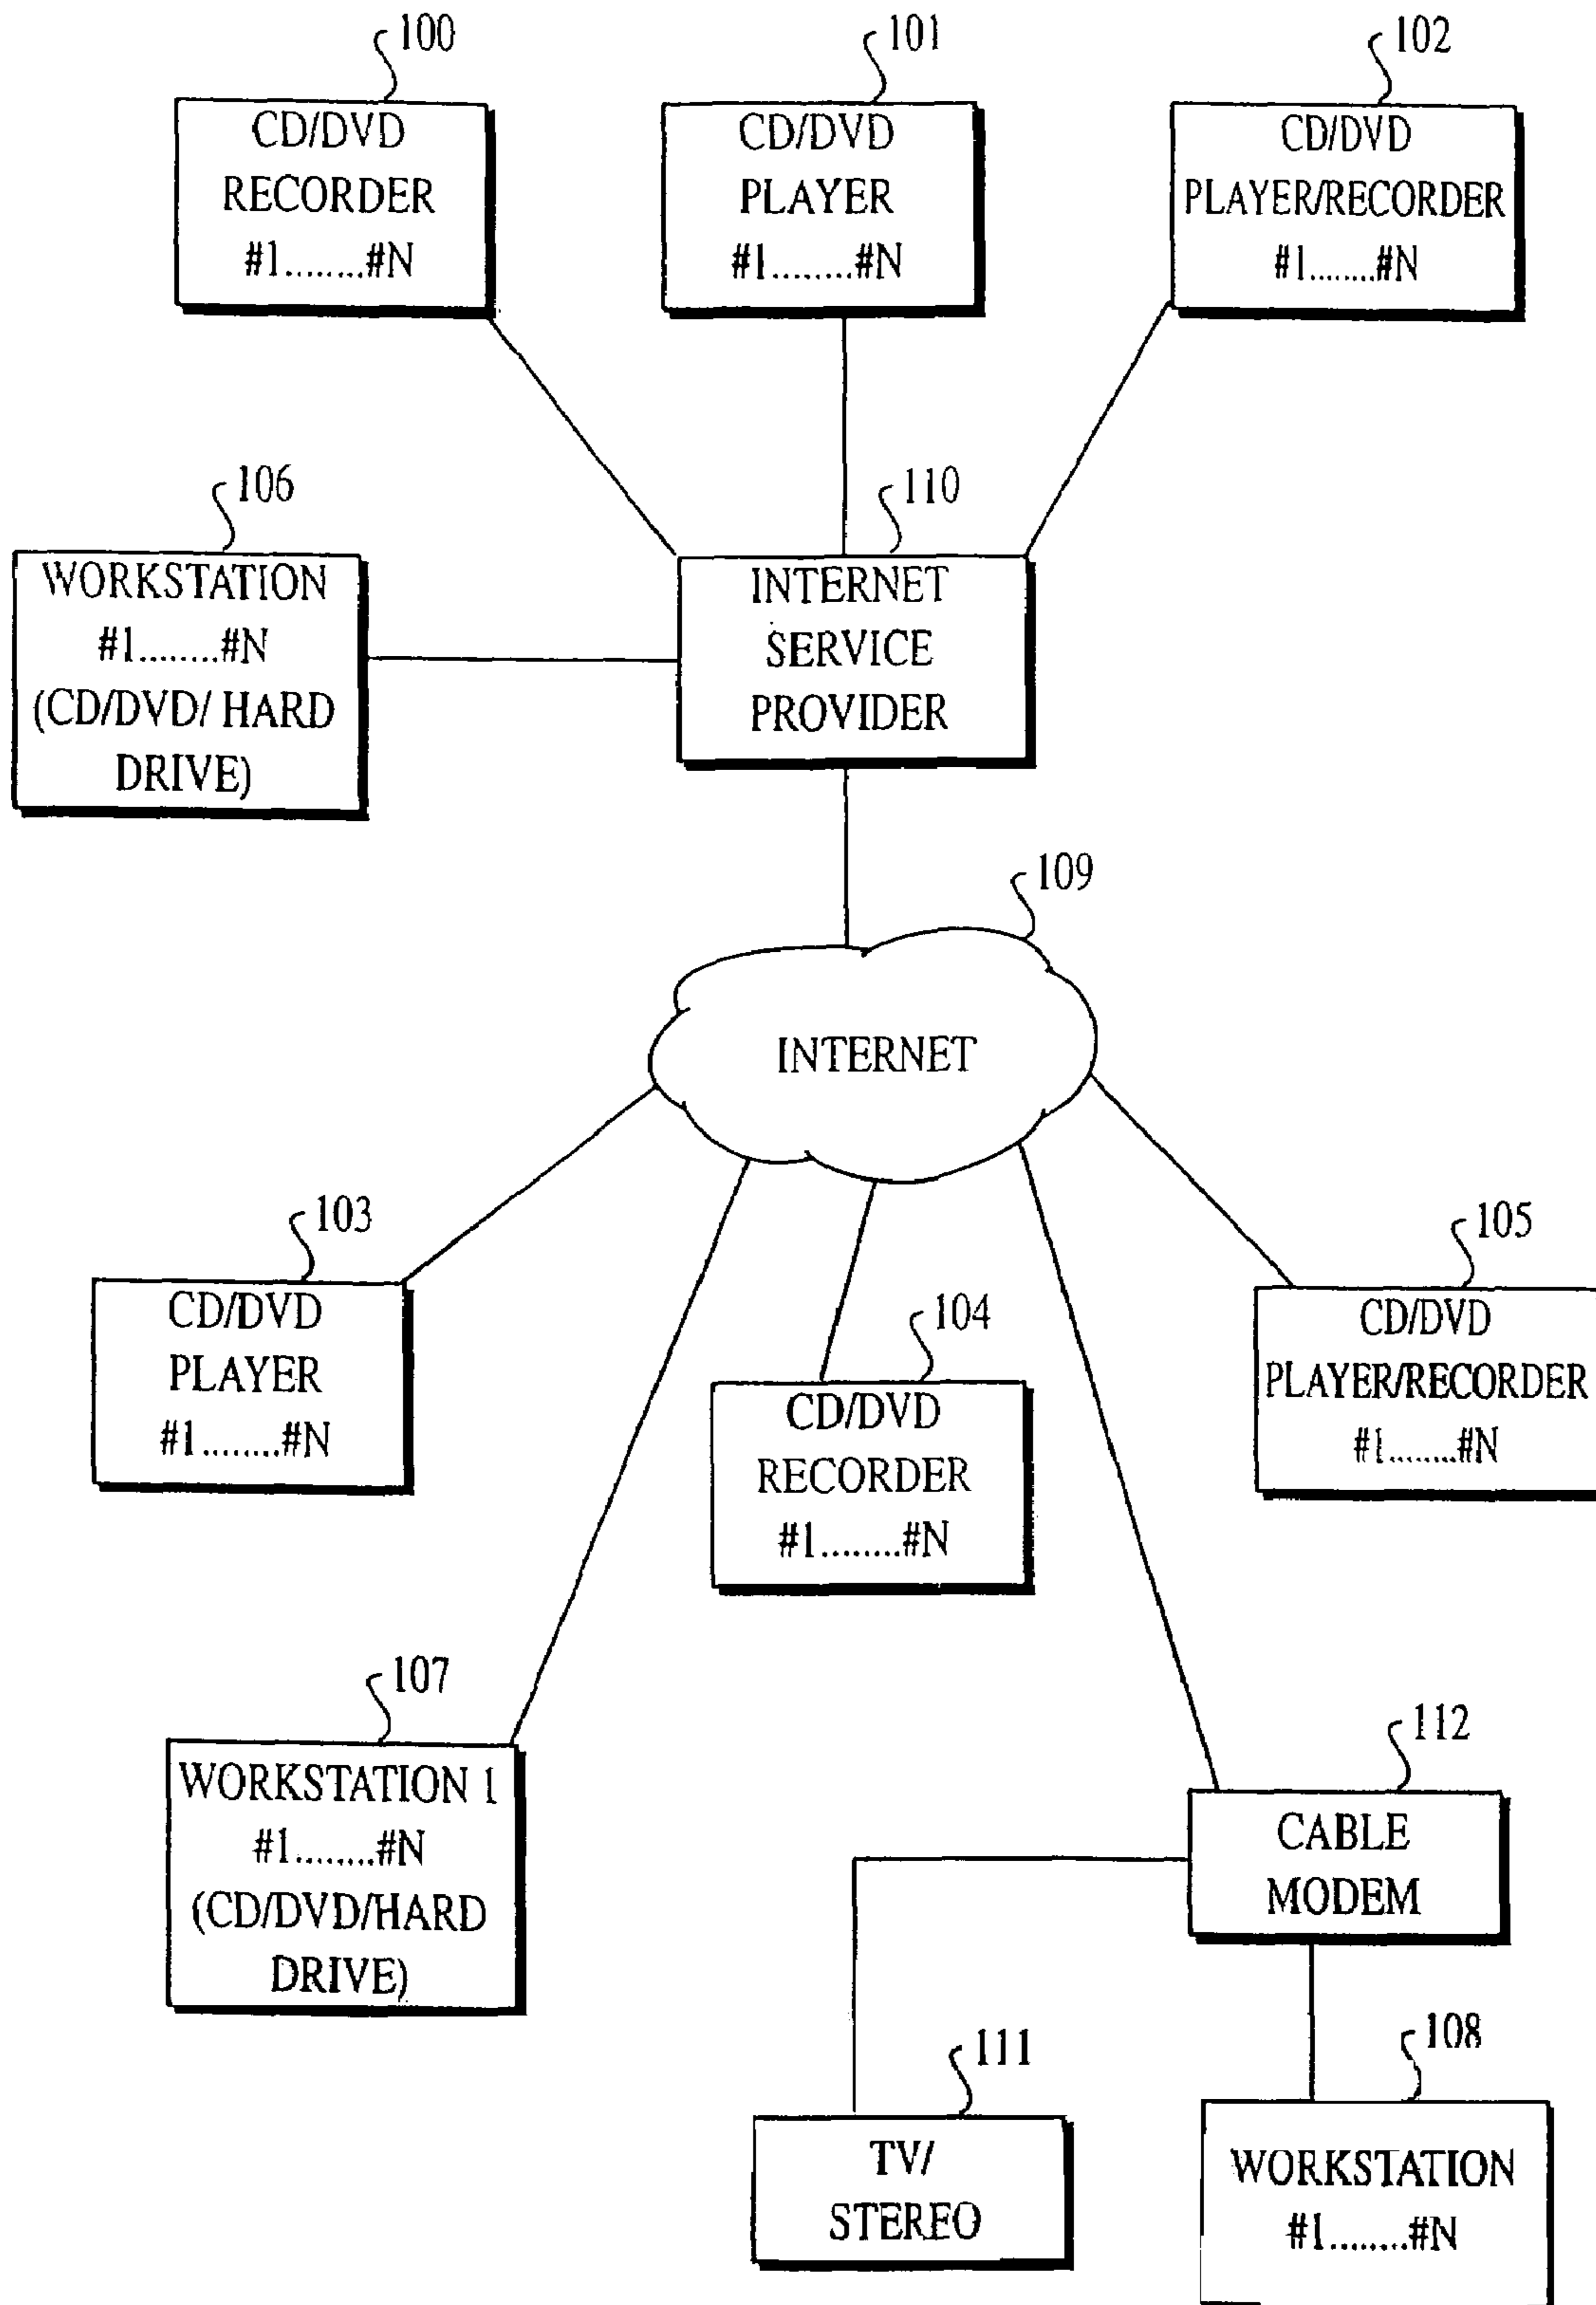 100
CD/DVD
RECORDER
#1........#N
101
CD/DVD
PLAYER
#1........#N
102
CD/DVD
PLAYER/RECORDER
#1........#N
106
WORKSTATION
#1........#N
(CD/DVD/ HARD
DRIVE)
110
INTERNET
SERVICE
PROVIDER
109
INTERNET
103
CD/DVD
PLAYER
#1........#N
104
CD/DVD
RECORDER
#1........#N
105
CD/DVD
PLAYER/RECORDER
#1........#N
107
WORKSTATION 1
#1........#N
(CD/DVD/HARD
DRIVE)
112
CABLE
MODEM
111
TV/
STEREO
108
WORKSTATION
#1........#N